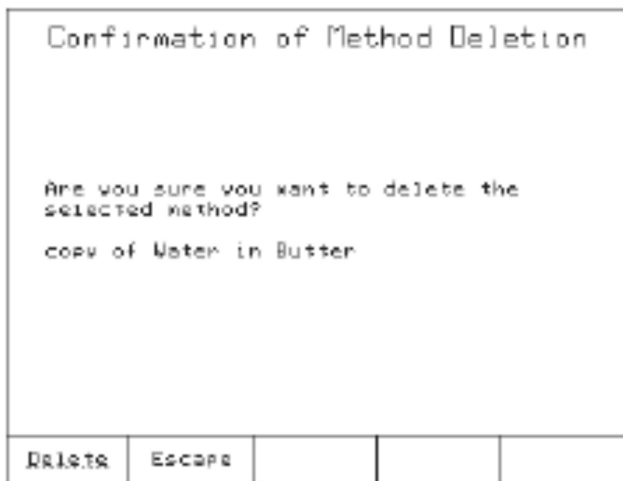 Confirmation of Method Deletion
Are you sure you want to delete the
selected method?
copy of Water in Butter
Delete
Escape